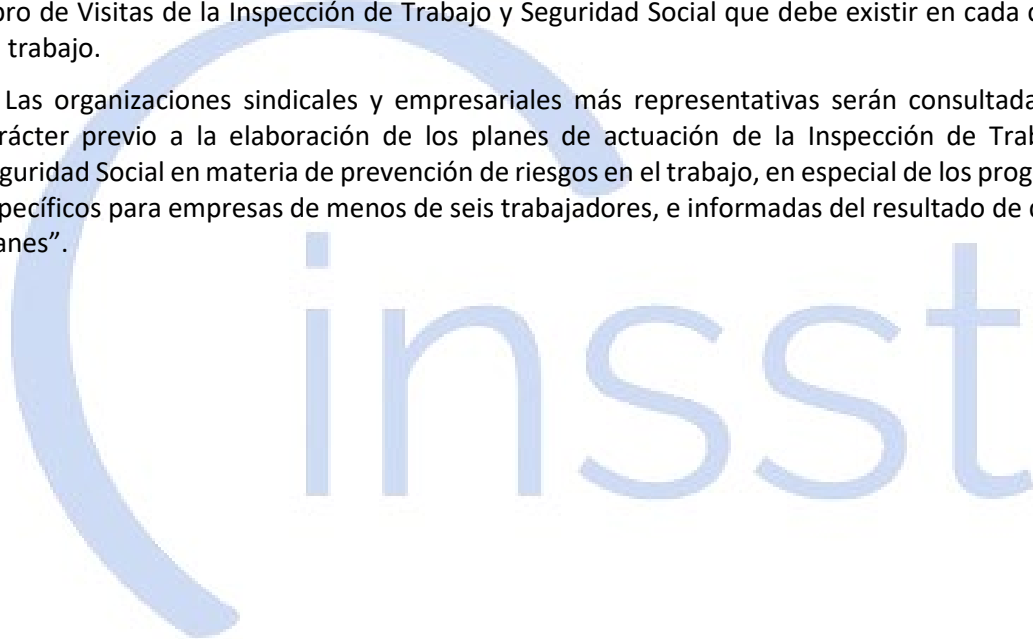 bro de Visitas de la Inspección de Trabajo y Seguridad Social que debe existir en cada
trabajo.
Las organizaciones sindicales y empresariales más representativas serán consultada
rácter previo a la elaboración de los planes de actuación de la Inspección de Trab
guridad Social en materia de prevención de riesgos en el trabajo, en especial de los prog
pecíficos para empresas de menos de seis trabajadores, e informadas del resultado de
anes”.
insst